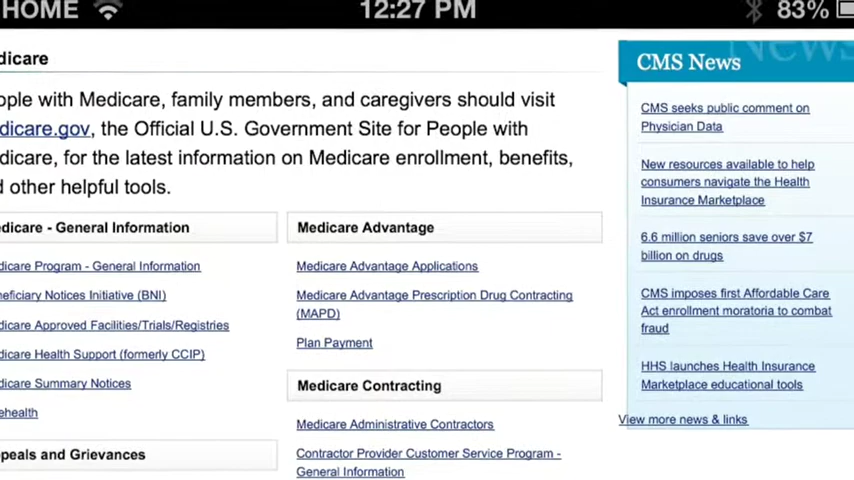 HOME 12:27 PM 83%
dicare
ople with Medicare, family members, and caregivers should visit
dicare.gov, the Official U.S. Government Site for People with
dicare, for the latest information on Medicare enrollment, benefits,
d other helpful tools.
edicare - General Information
dicare Program - General Information
neficiary Notices Initiative (BNI)
dicare Approved Facilities/Trials/Registries
dicare Health Support (formerly CCIP)
dicare Summary Notices
ehealth
peals and Grievances
Medicare Advantage
Medicare Advantage Applications
Medicare Advantage Prescription Drug Contracting
(MAPD)
Plan Payment
Medicare Contracting
Medicare Administrative Contractors
Contractor Provider Customer Service Program -
General Information
News
CMS News
CMS seeks public comment on
Physician Data
New resources available to help
consumers navigate the Health
Insurance Marketplace
6.6 million seniors save over $7
billion on drugs
CMS imposes first Affordable Care
Act enrollment moratoria to combat
fraud
HHS launches Health Insurance
Marketplace educational tools
View more news & links